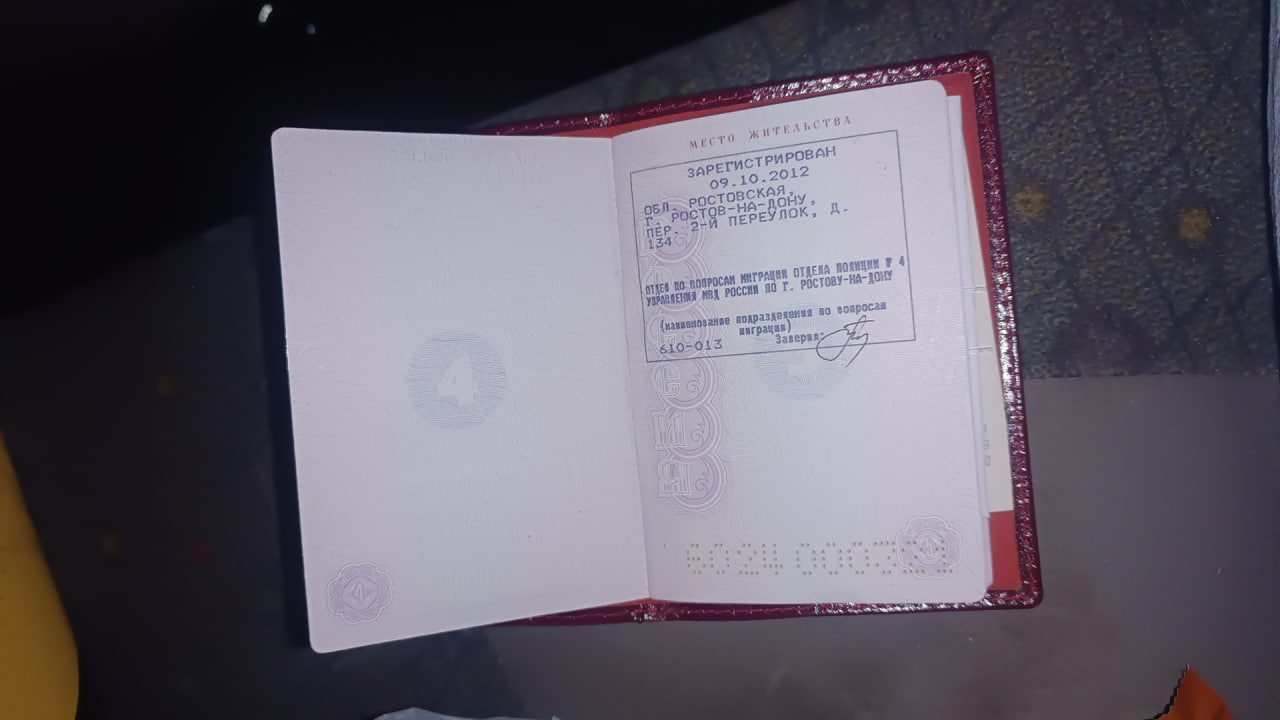 МЕСТО ЖИТЕЛЬСТВА
ЗАРЕГИСТРИРОВАН
09.10.2012
ОБЛ. РОСТОВСКАЯ,
Г. РОСТОВ-НА-ДОНУ,
ПЕР. 2-Й ПЕРЕУЛОК, Д.
134
ОТДЕЛ ПО ВОПРОСАМ МИГРАЦИИ ОТДЕЛА ПОЛИЦИИ № 4
УПРАВЛЕНИЯ МВД РОССИИ ПО Г. РОСТОВУ-НА-ДОНУ
(наименование подразделения по вопросам
миграции)
610-013 Заверил:
4
5